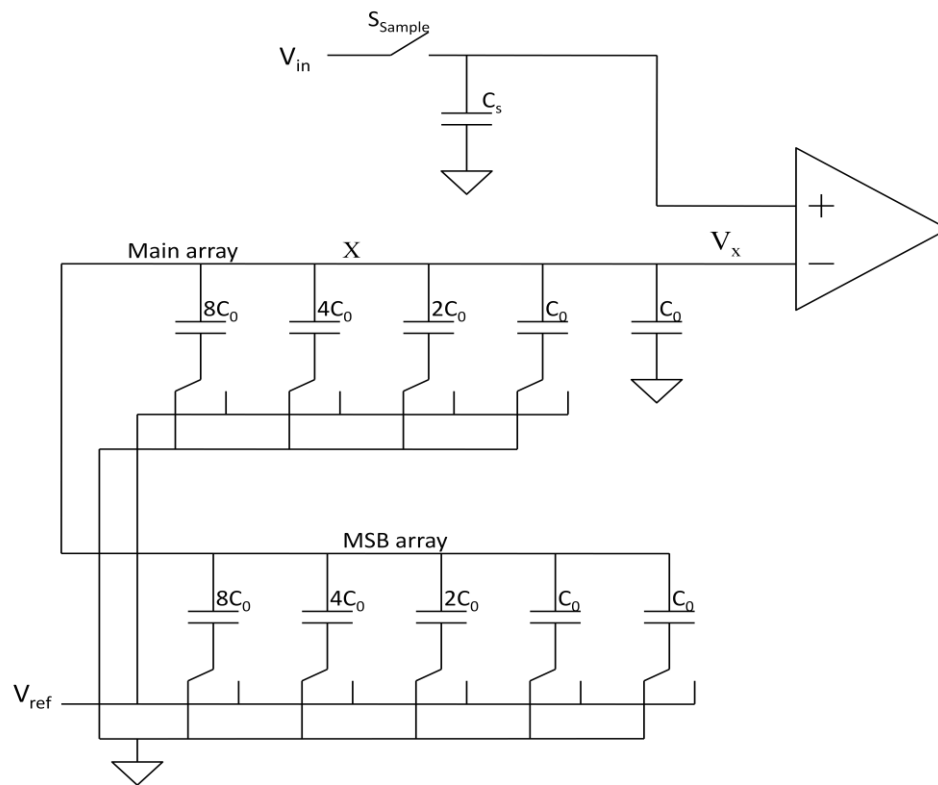 S_Sample
V_in
C_s
+
Main array X V_x −
8C_0 4C_0 2C_0 C_0 C_0
MSB array
8C_0 4C_0 2C_0 C_0 C_0
V_ref